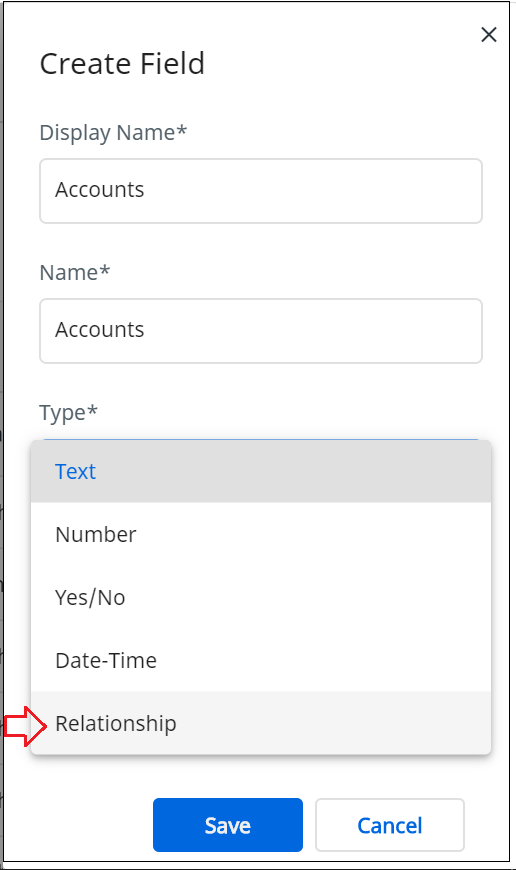 Create Field
Display Name*
Accounts
Name*
Accounts
Type*
Text
Number
Yes/No
Date-Time
Relationship
Save Cancel